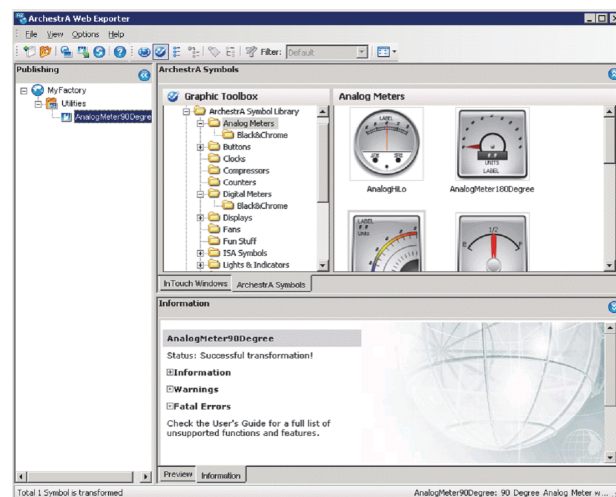 ArchestrA Web Exporter
File View Options Help
Filter: Default
Publishing
MyFactory
Utilities
AnalogMeter90Degre
ArchestrA Symbols
Graphic Toolbox
ArchestrA Symbol Library
Analog Meters
Black&Chrome
Buttons
Clocks
Compressors
Counters
Digital Meters
Black&Chrome
Displays
Fans
Fun Stuff
ISA Symbols
Lights & Indicators
Analog Meters
LABEL
AnalogHiLo
F.F
UNITS
LABEL
AnalogMeter180Degree
LABEL
F.F
Units
1/2
E F
InTouch Windows ArchestrA Symbols
Information
AnalogMeter90Degree
Status: Successful transformation!
Information
Warnings
Fatal Errors
Check the User's Guide for a full list of
unsupported functions and features.
Preview Information
Total 1 Symbol is transformed
AnalogMeter90Degree: 90 Degree Analog Meter w...